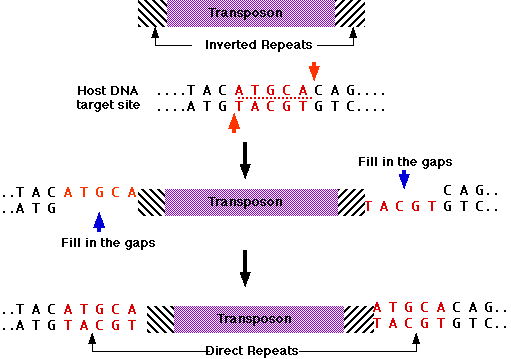 Transposon
Inverted Repeats
Host DNA target site
....T A C A T G C A C A G....
....A T G T A C G T G T C....
Fill in the gaps
..T A C A T G C A Transposon C A G..
..A T G T A C G T G T C..
Fill in the gaps
..T A C A T G C A Transposon A T G C A C A G..
..A T G T A C G T T A C G T G T C..
Direct Repeats